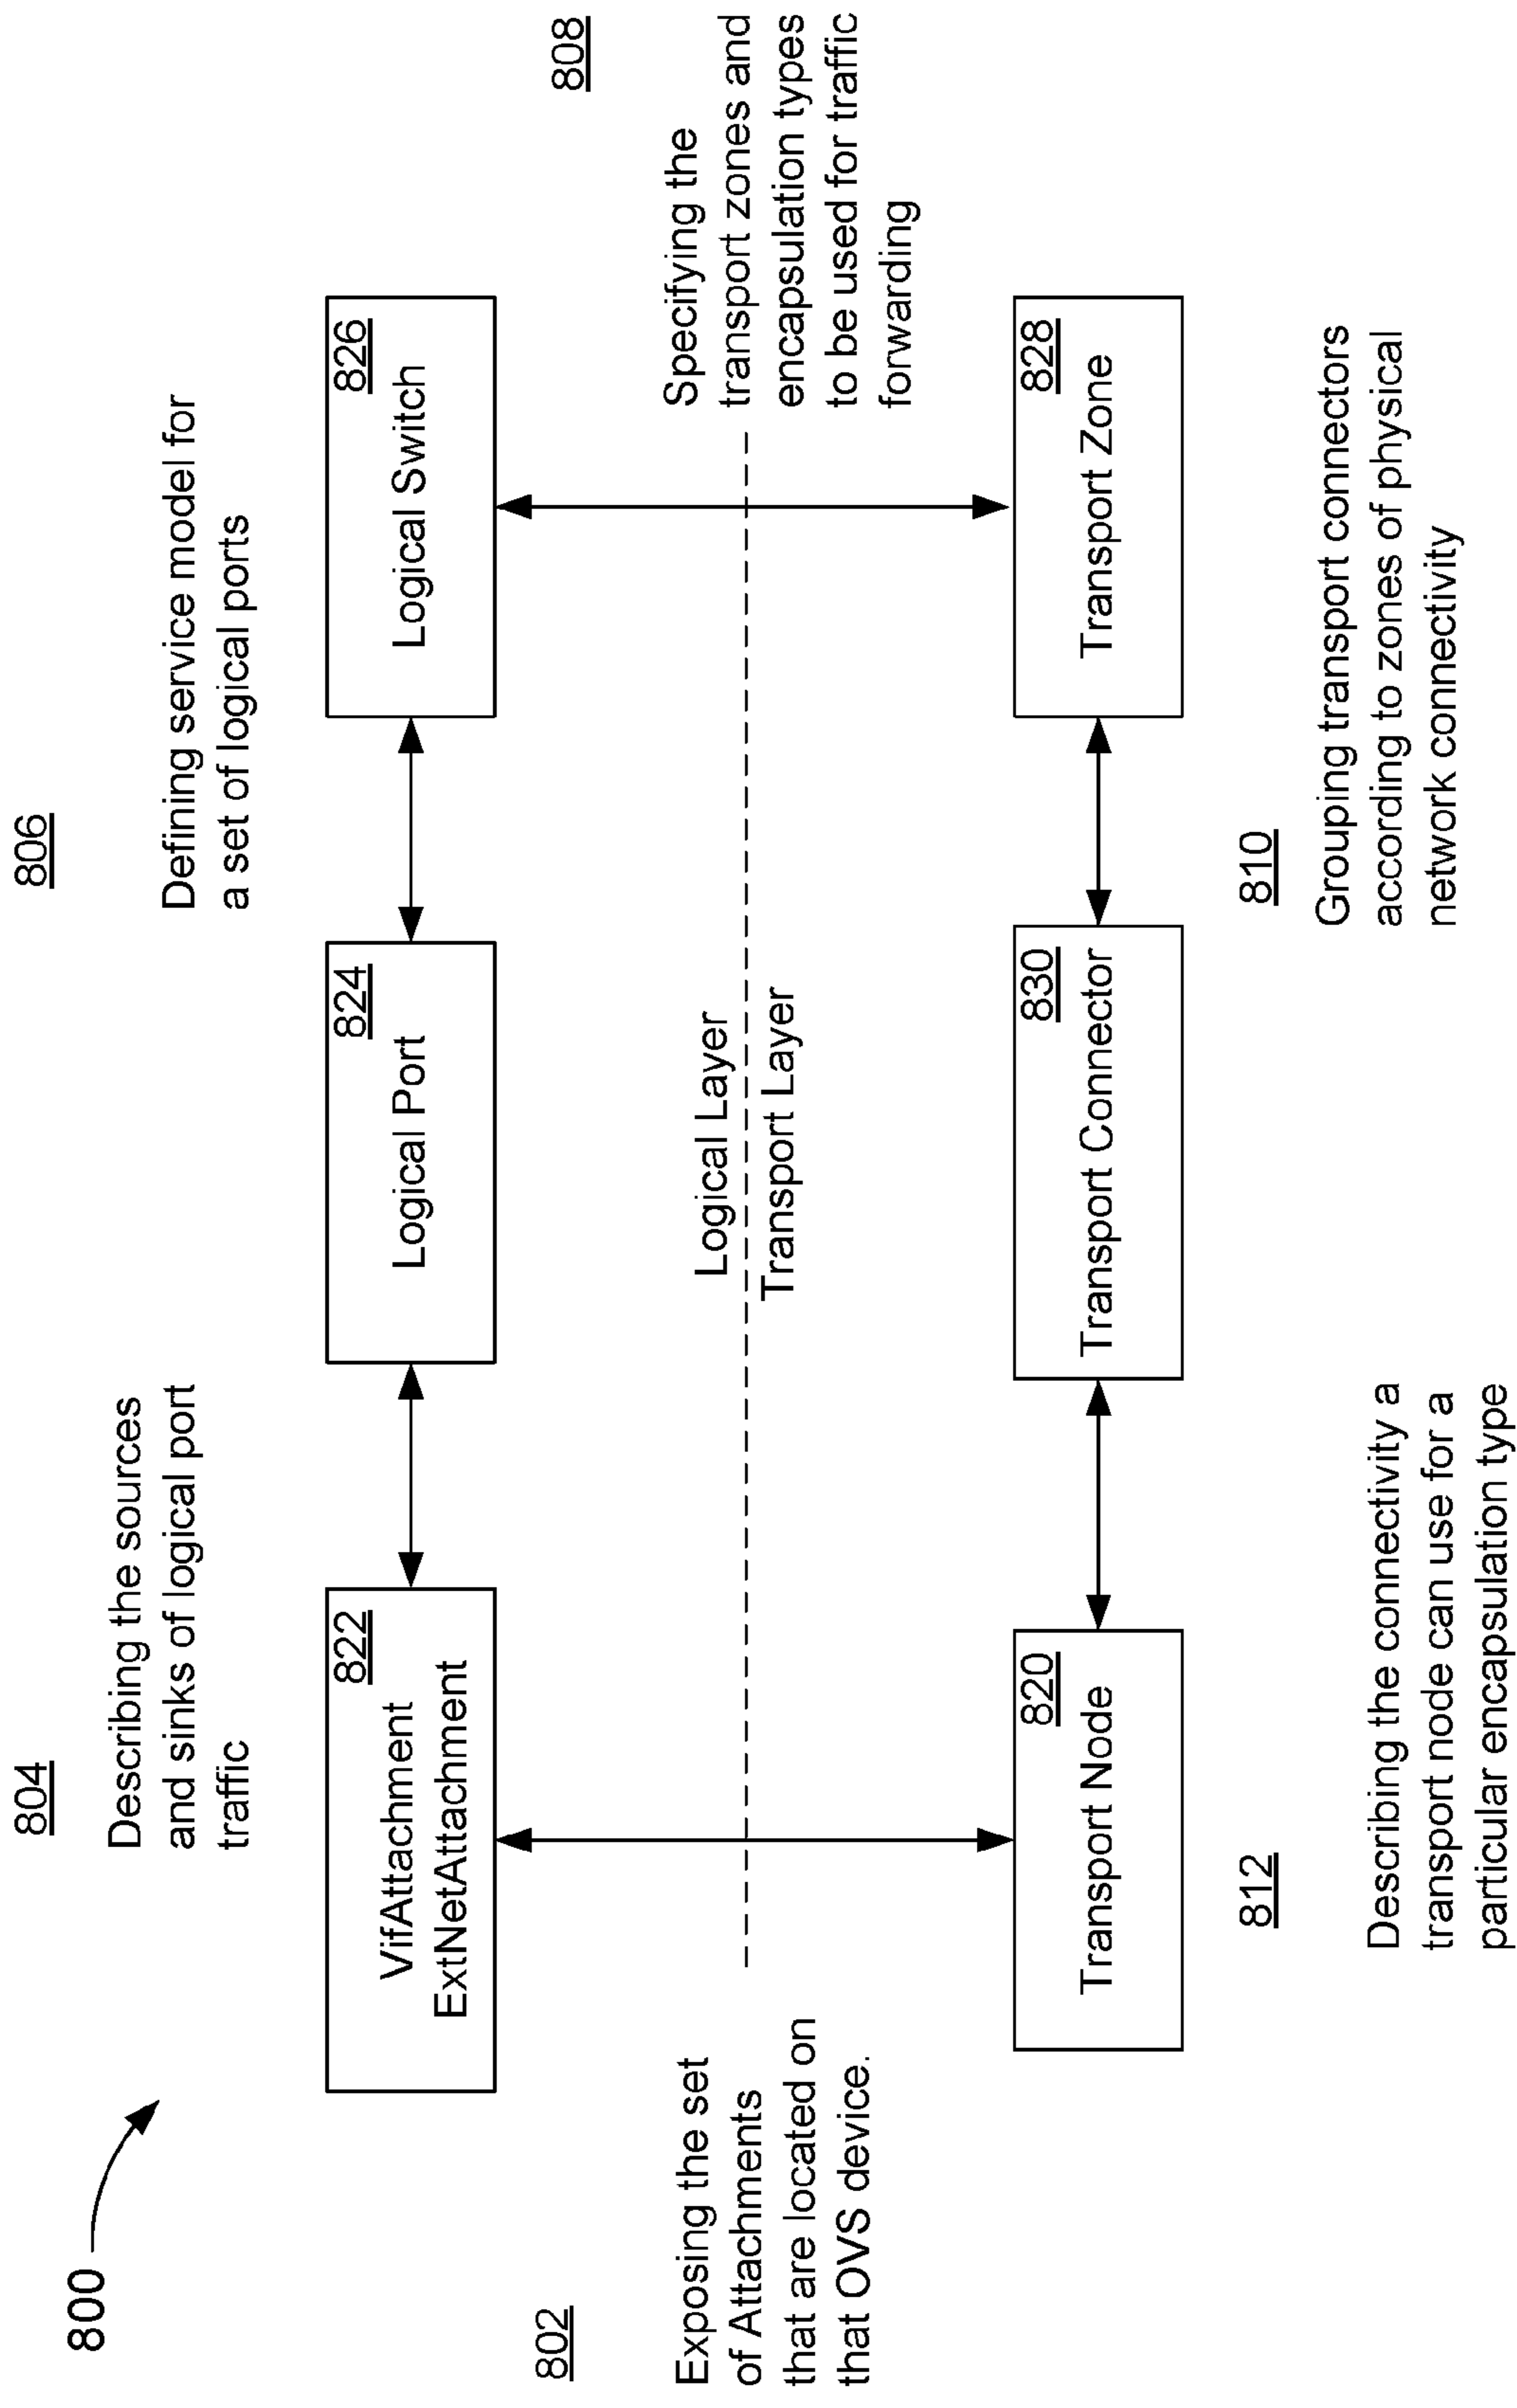 800
804
Describing the sources
and sinks of logical port
traffic
806
Defining service model for
a set of logical ports
822
VifAttachment
ExtNetAttachment
824
Logical Port
826
Logical Switch
802
Exposing the set
of Attachments
that are located on
that OVS device.
Logical Layer
Transport Layer
808
Specifying the
transport zones and
encapsulation types
to be used for traffic
forwarding
820
Transport Node
830
Transport Connector
828
Transport Zone
812
Describing the connectivity a
transport node can use for a
particular encapsulation type
810
Grouping transport connectors
according to zones of physical
network connectivity